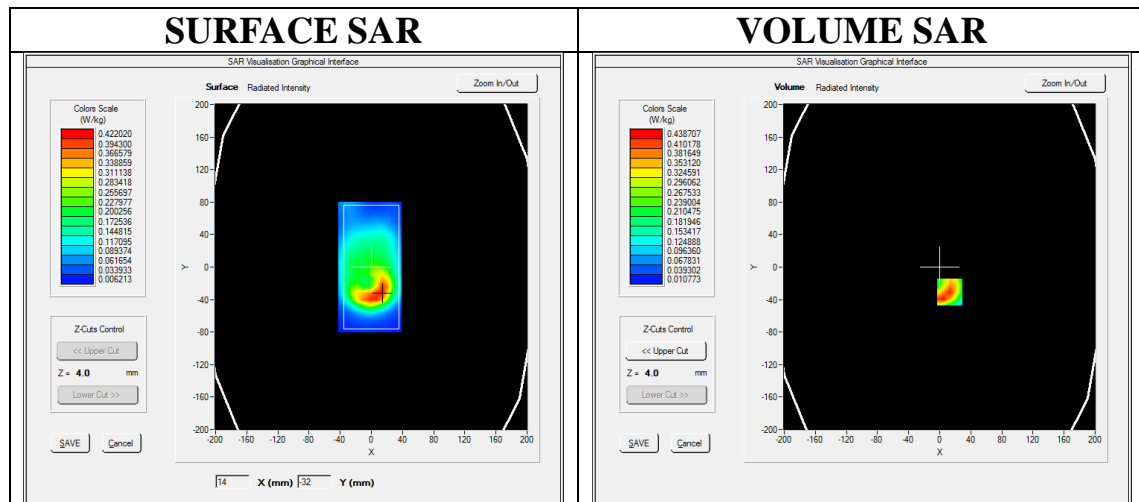 SURFACE SAR
VOLUME SAR
SAR Visualisation Graphical Interface
Surface Radiated Intensity
Zoom In/Out
Colors Scale
(W/kg)
0.422020
0.394300
0.366579
0.338859
0.311138
0.283418
0.255697
0.227977
0.200256
0.172536
0.144815
0.117095
0.089374
0.061654
0.033933
0.006213
200
160
120
80
40
0
-40
-80
-120
-160
-200
Y
-200 -160 -120 -80 -40 0 40 80 120 160 200
X
Z-Cuts Control
<< Upper Cut
Z = 4.0 mm
Lower Cut >>
SAVE Cancel
14 X (mm) -32 Y (mm)
SAR Visualisation Graphical Interface
Volume Radiated Intensity
Zoom In/Out
Colors Scale
(W/kg)
0.438707
0.410178
0.381649
0.353120
0.324591
0.296062
0.267533
0.239004
0.210475
0.181946
0.153417
0.124888
0.096360
0.067831
0.039302
0.010773
200
160
120
80
40
0
-40
-80
-120
-160
-200
Y
-200 -160 -120 -80 -40 0 40 80 120 160 200
X
Z-Cuts Control
<< Upper Cut
Z = 4.0 mm
Lower Cut >>
SAVE Cancel